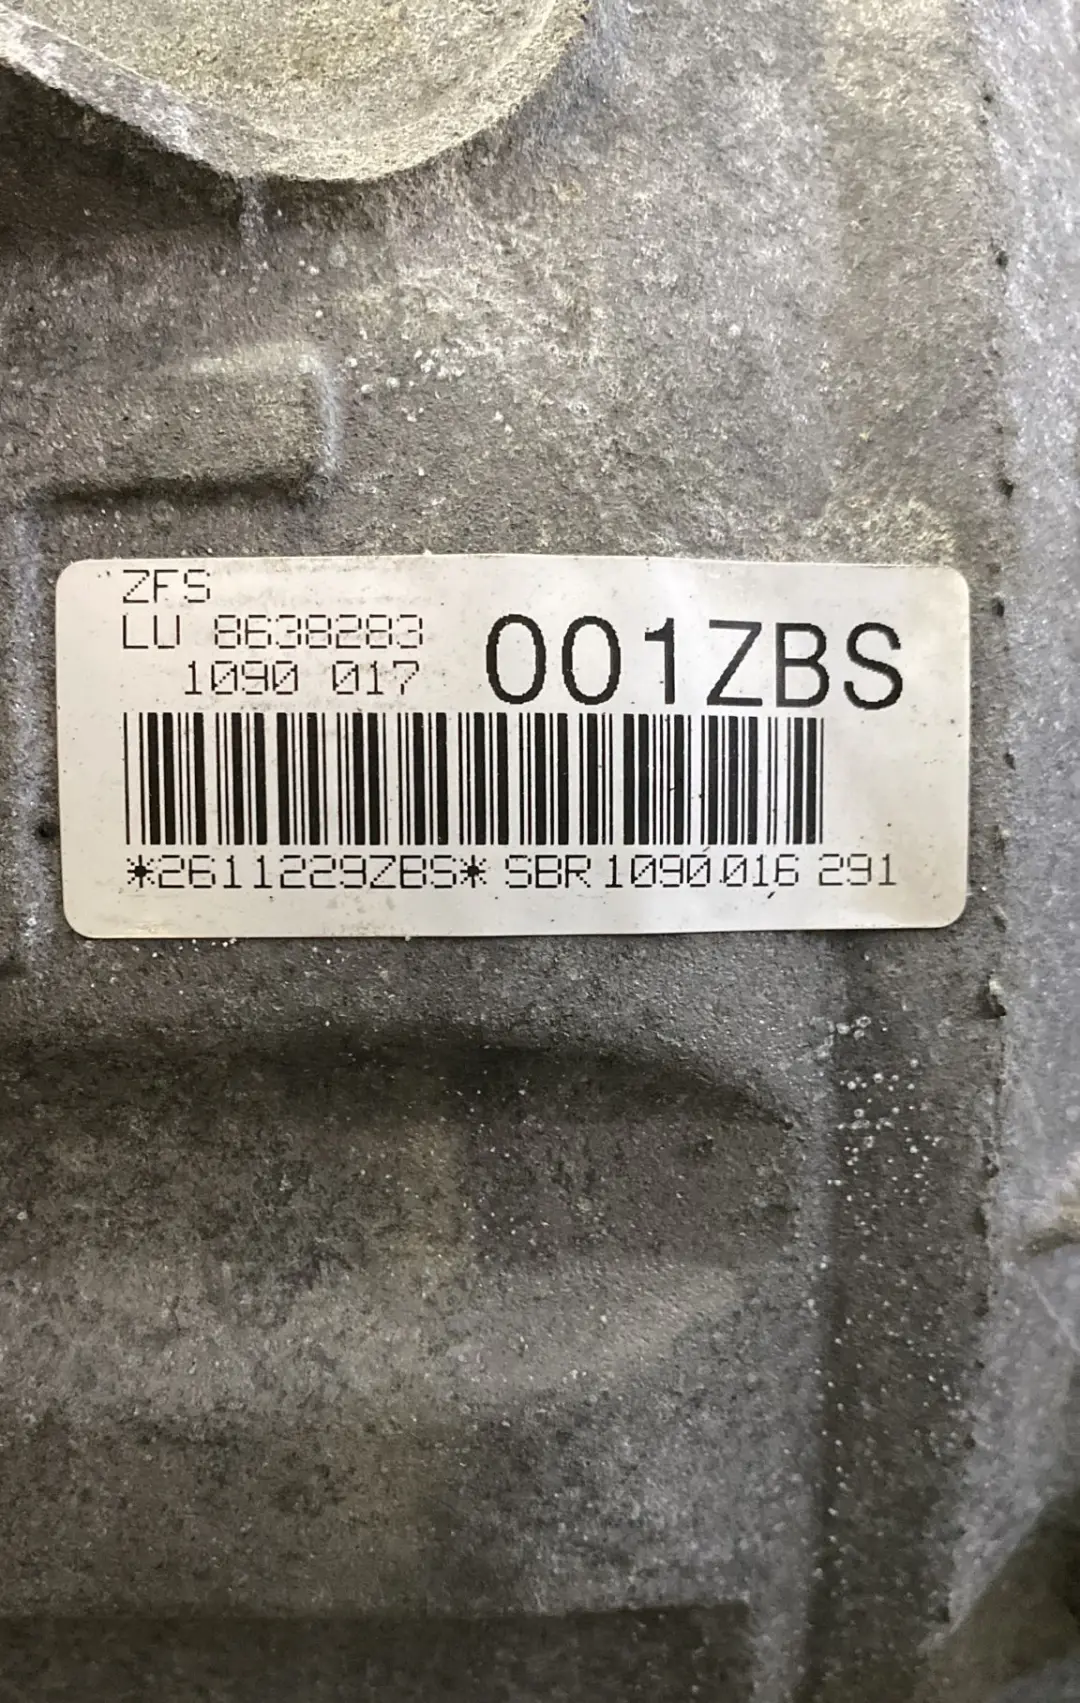 ZFS
LU 8638283
1090 017
001ZBS
*2611229ZBS* SBR 1090 016 291